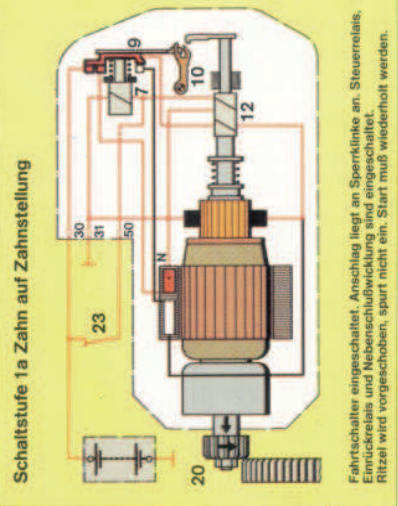 Schaltstufe 1a Zahn auf Zahnstellung
30
31
50
23
9
7
10
12
N
20
Fahrtschalter eingeschaltet. Anschlag liegt an Sperrklinke an. Steuerrelais,
Einrückrelais und Nebenschlußwicklung sind eingeschaltet.
Ritzel wird vorgeschoben, spurt nicht ein. Start muß wiederholt werden.